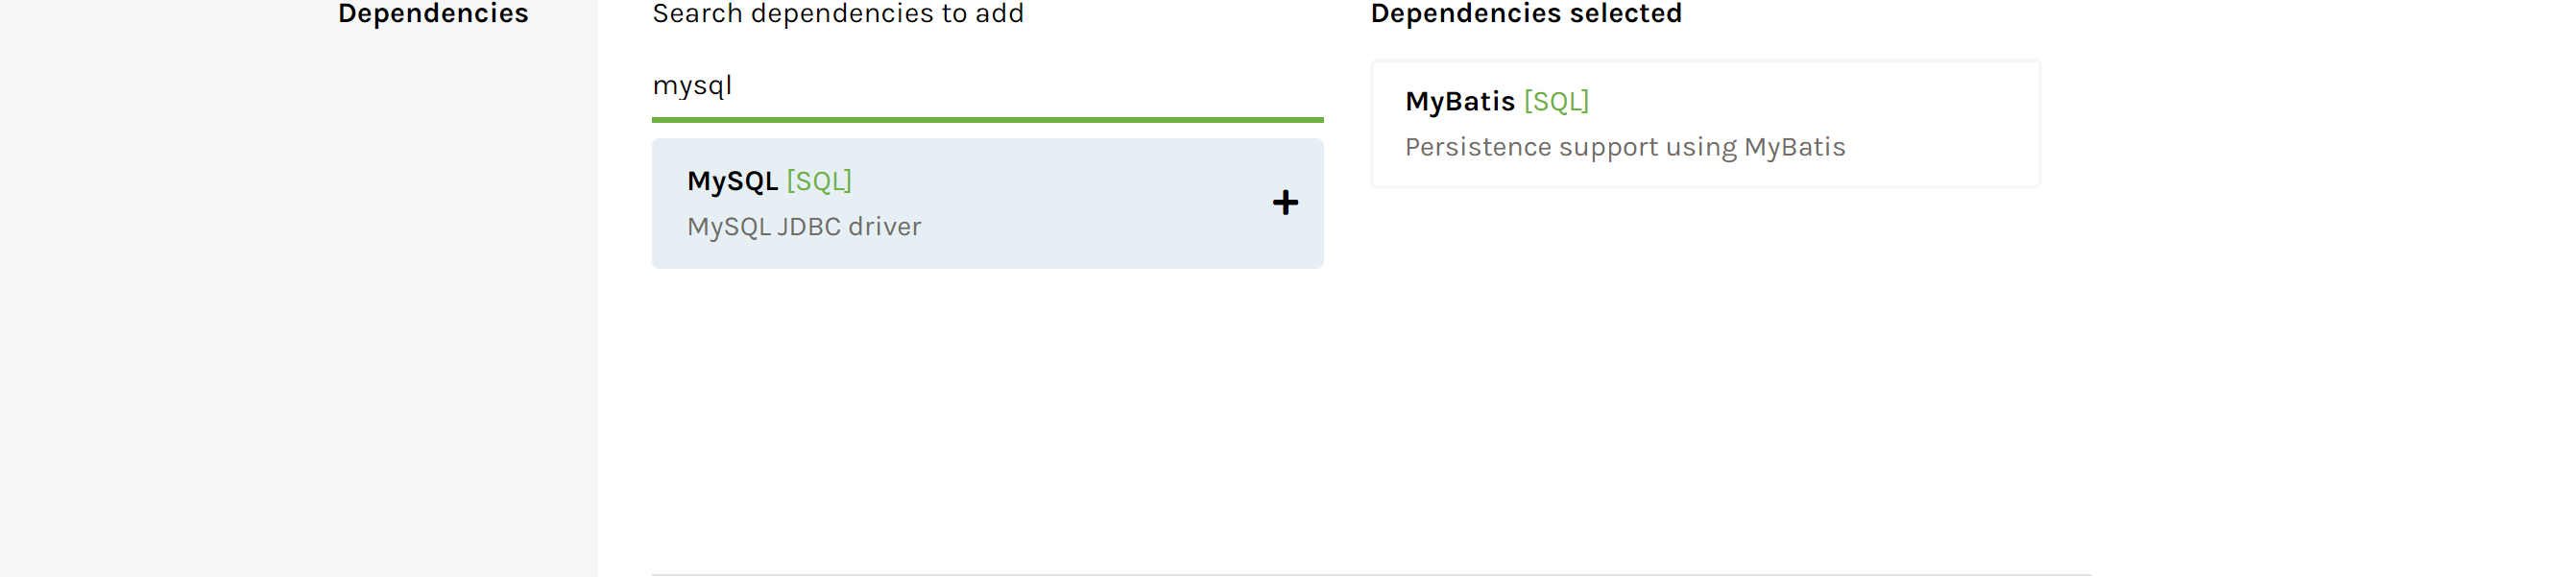 Dependencies
Search dependencies to add
mysql
MySQL [SQL]
MySQL JDBC driver
Dependencies selected
MyBatis [SQL]
Persistence support using MyBatis